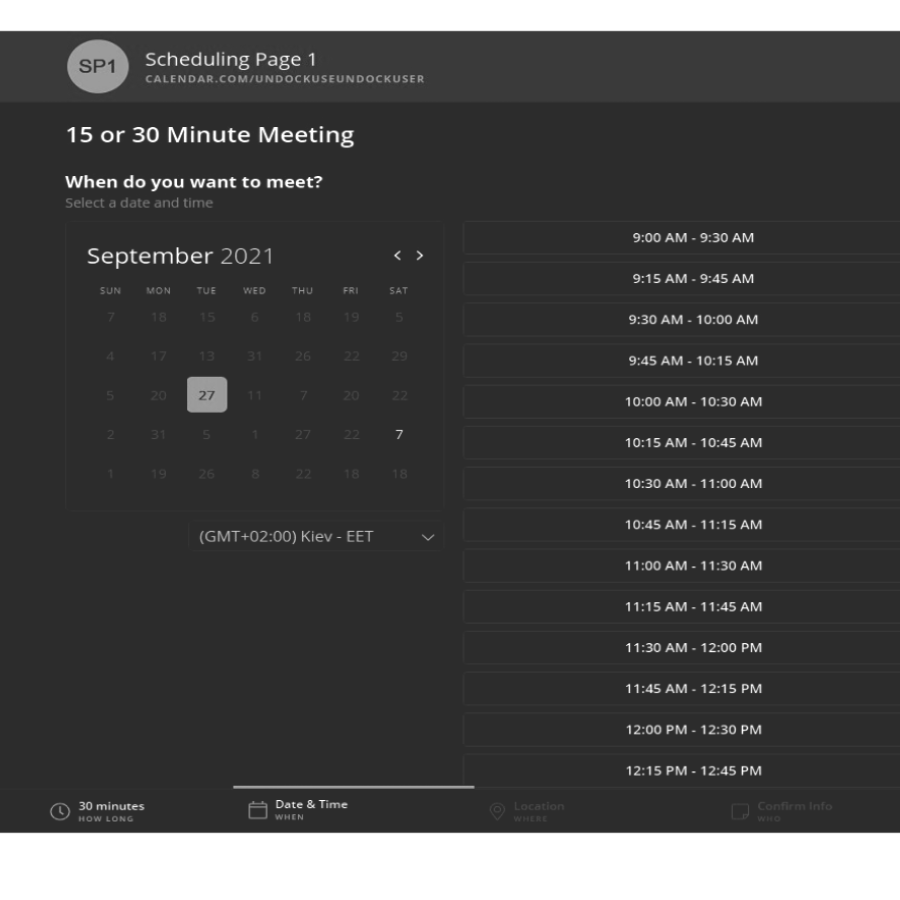 SP1
Scheduling Page 1
CALENDAR.COM/UNDOCKUSEUNDOCKUSER
15 or 30 Minute Meeting
When do you want to meet?
Select a date and time
September 2021
< >
SUN MON TUE WED THU FRI SAT
7 18 15 6 18 19 5
4 17 13 31 26 22 29
5 20 27 11 7 20 22
2 31 5 1 27 22 7
1 19 26 8 22 18 18
(GMT+02:00) Kiev - EET
9:00 AM - 9:30 AM
9:15 AM - 9:45 AM
9:30 AM - 10:00 AM
9:45 AM - 10:15 AM
10:00 AM - 10:30 AM
10:15 AM - 10:45 AM
10:30 AM - 11:00 AM
10:45 AM - 11:15 AM
11:00 AM - 11:30 AM
11:15 AM - 11:45 AM
11:30 AM - 12:00 PM
11:45 AM - 12:15 PM
12:00 PM - 12:30 PM
12:15 PM - 12:45 PM
30 minutes
HOW LONG
Date & Time
WHEN
Location
WHERE
Confirm Info
WHO